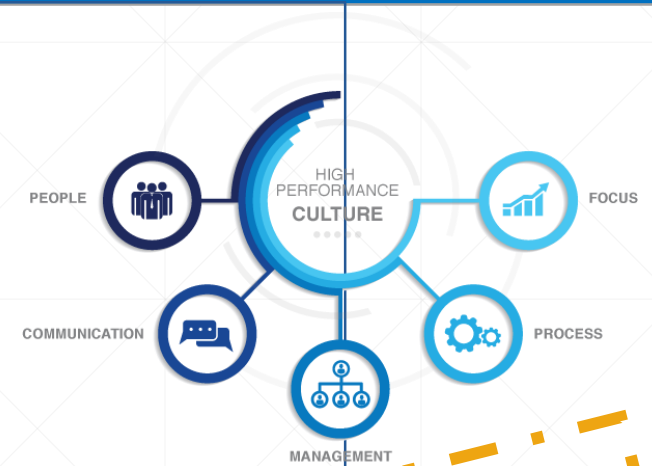 HIGH
PERFORMANCE
CULTURE
PEOPLE
FOCUS
COMMUNICATION
PROCESS
MANAGEMENT